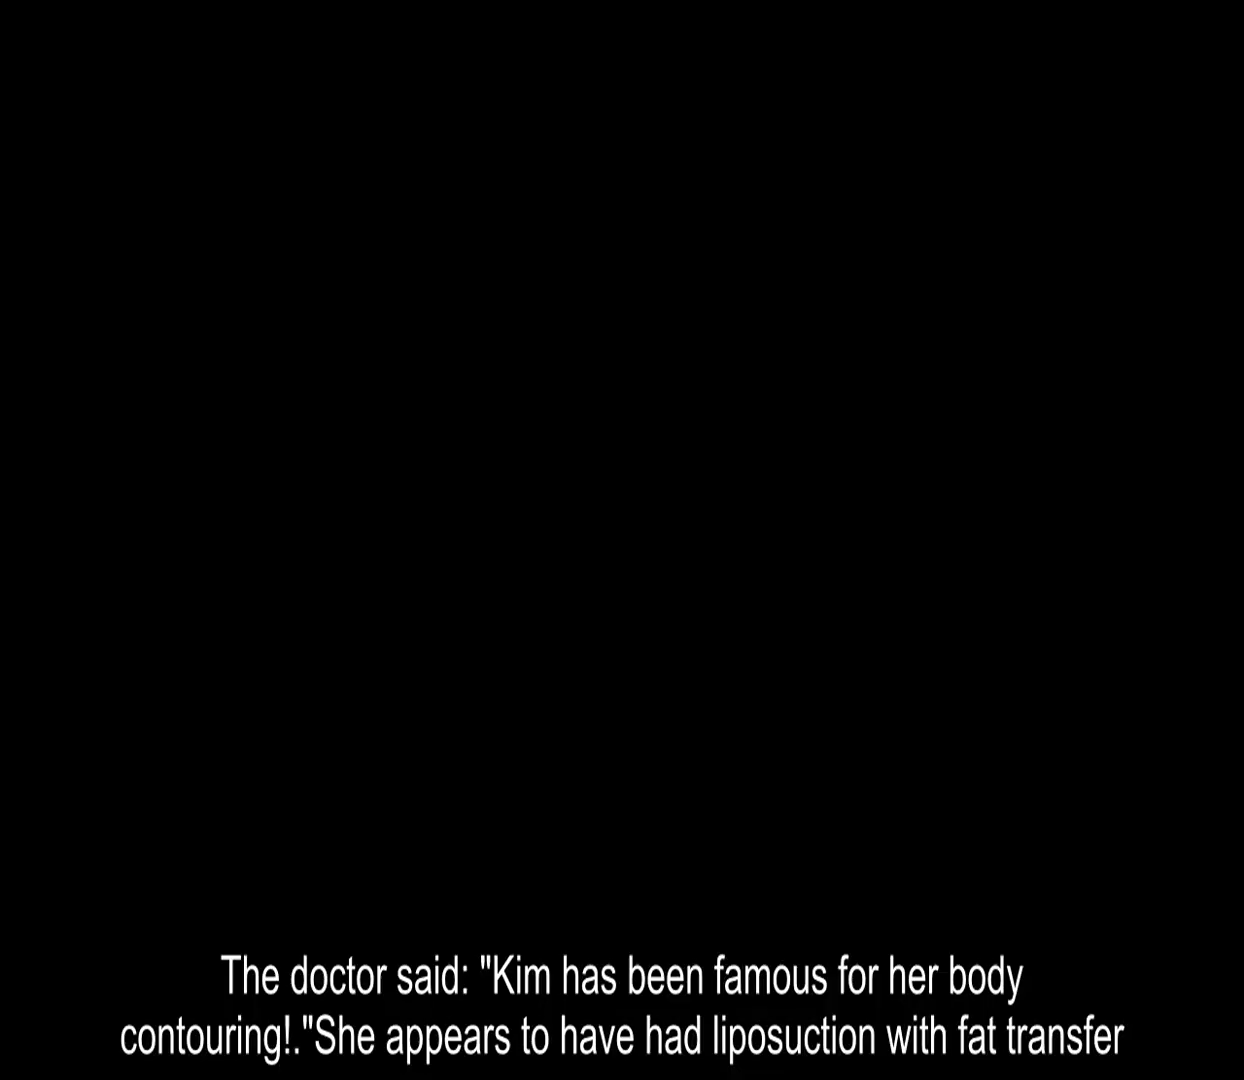 The doctor said: "Kim has been famous for her body
contouring!."She appears to have had liposuction with fat transfer